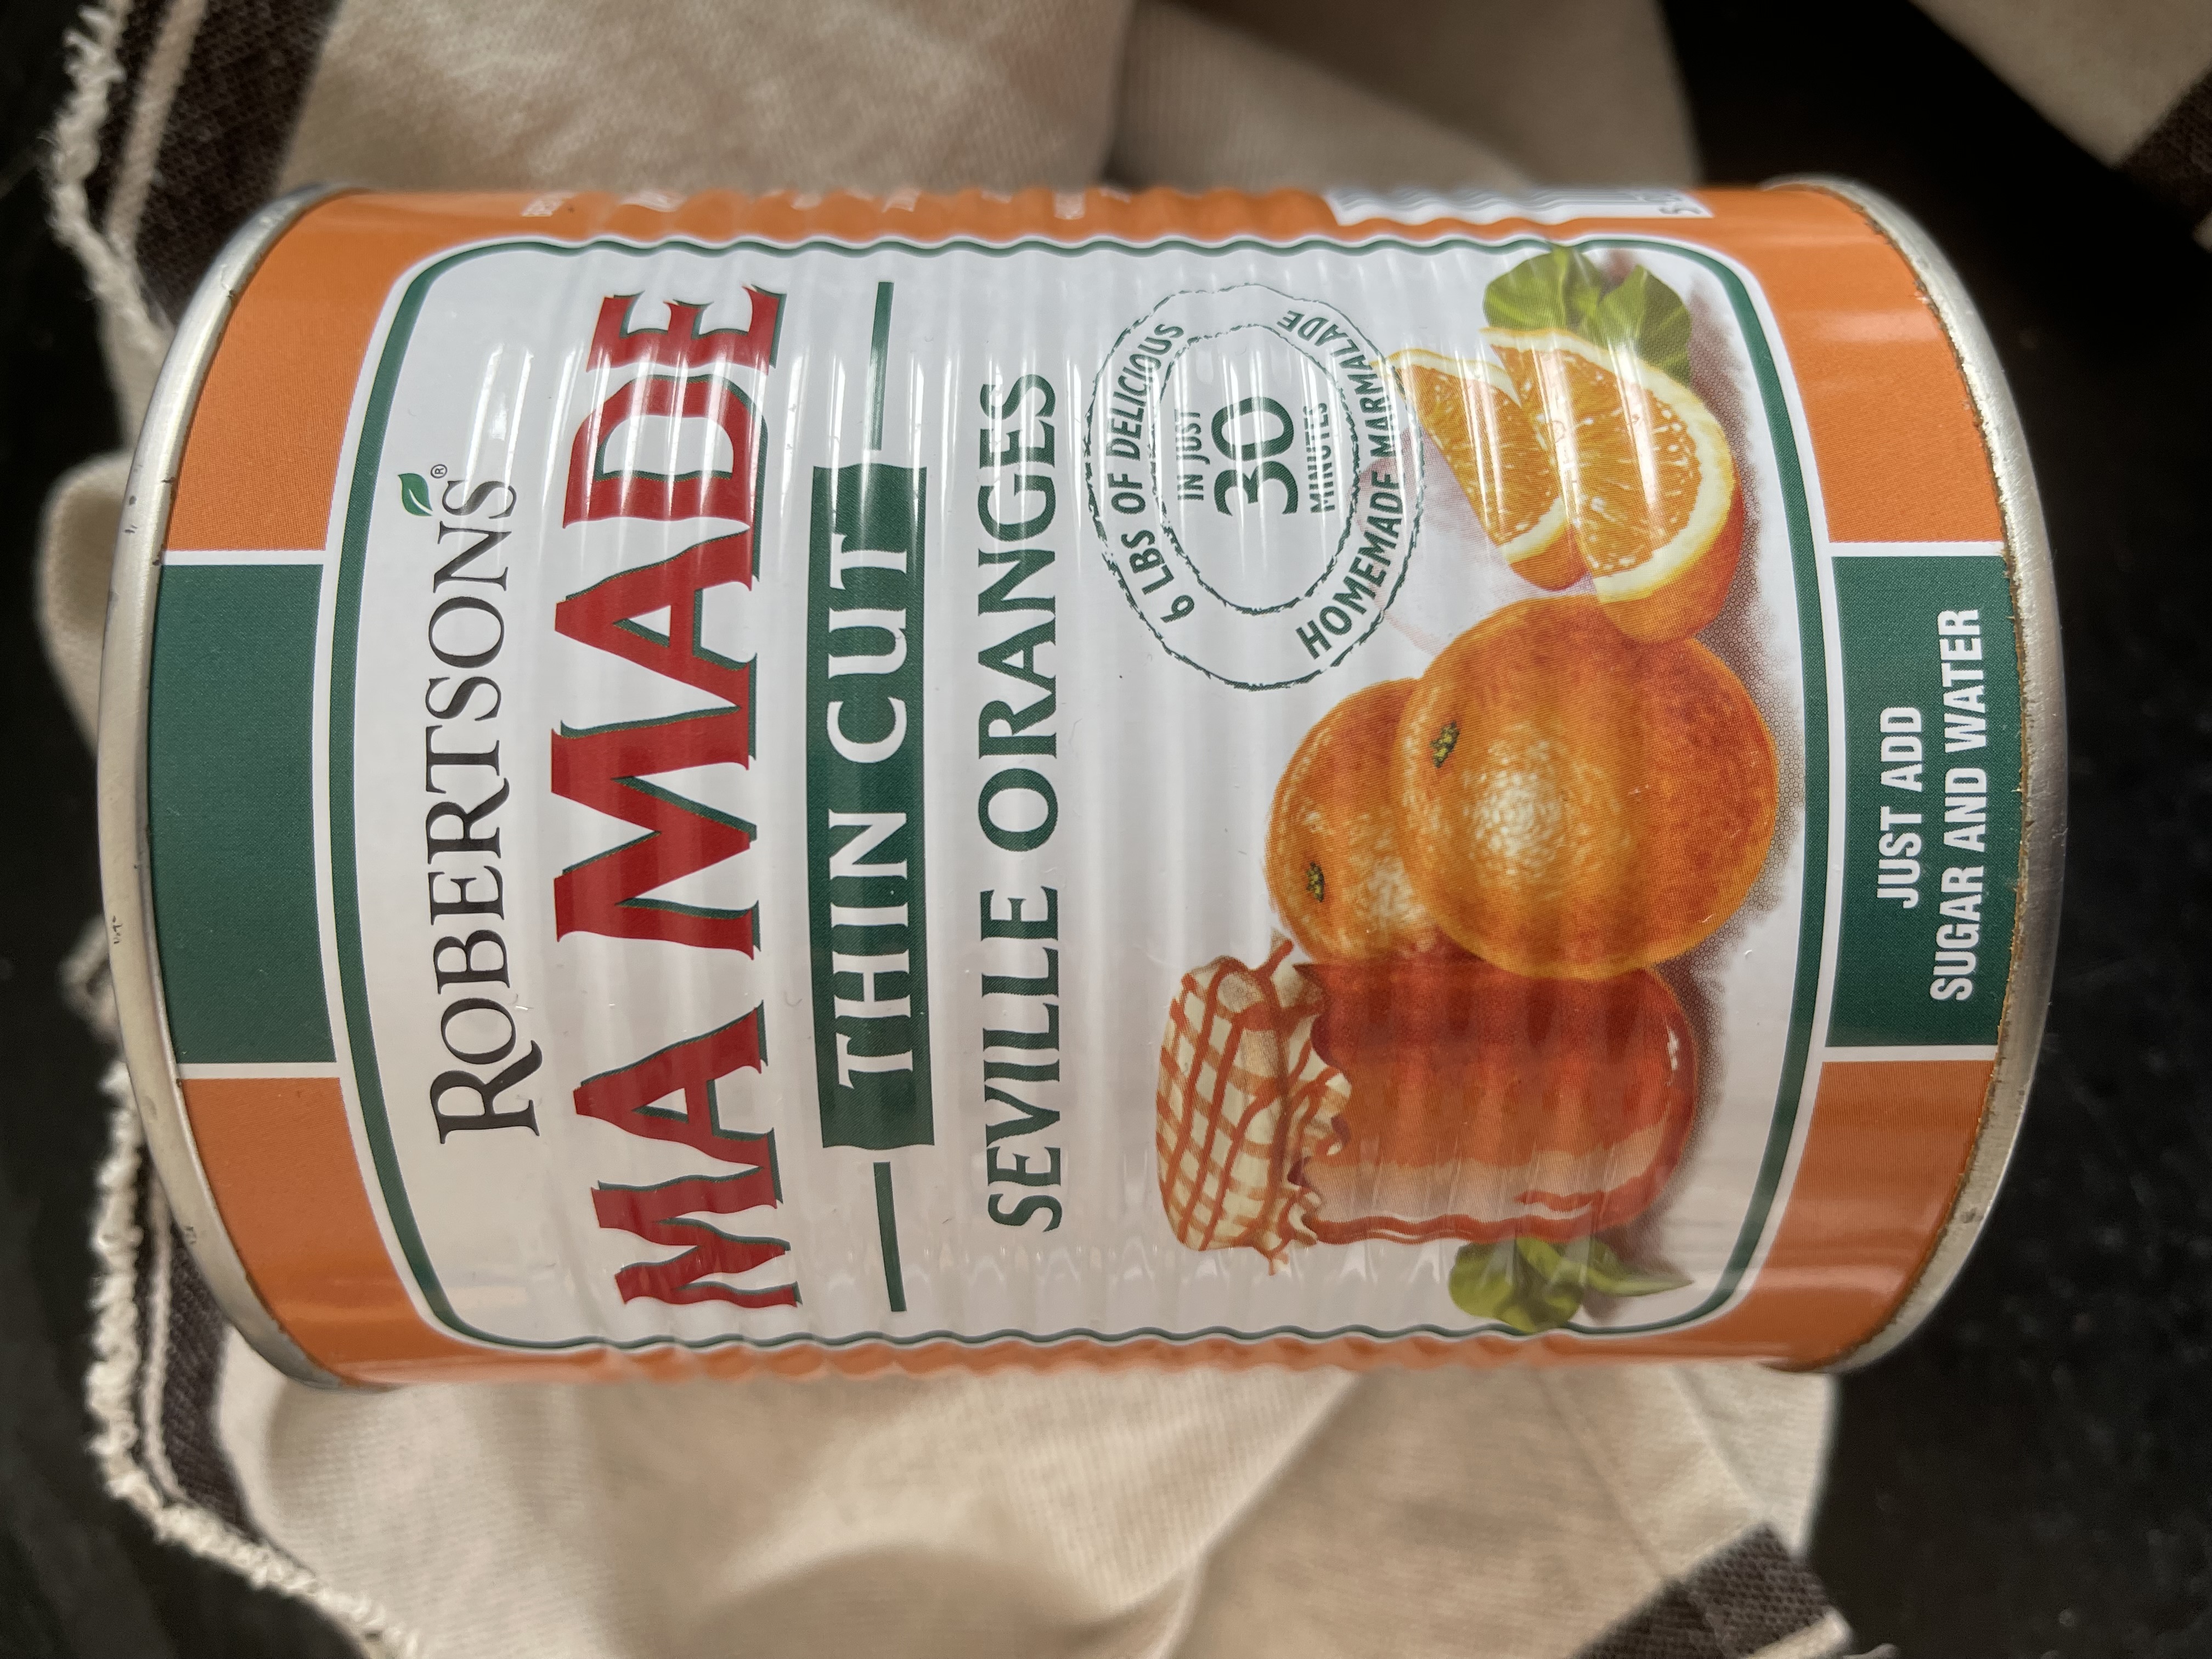 ROBERTSON'S®
MA MADE
THIN CUT
SEVILLE ORANGES
6 LBS OF DELICIOUS
IN JUST
30
MINUTES
HOMEMADE MARMALADE
JUST ADD
SUGAR AND WATER